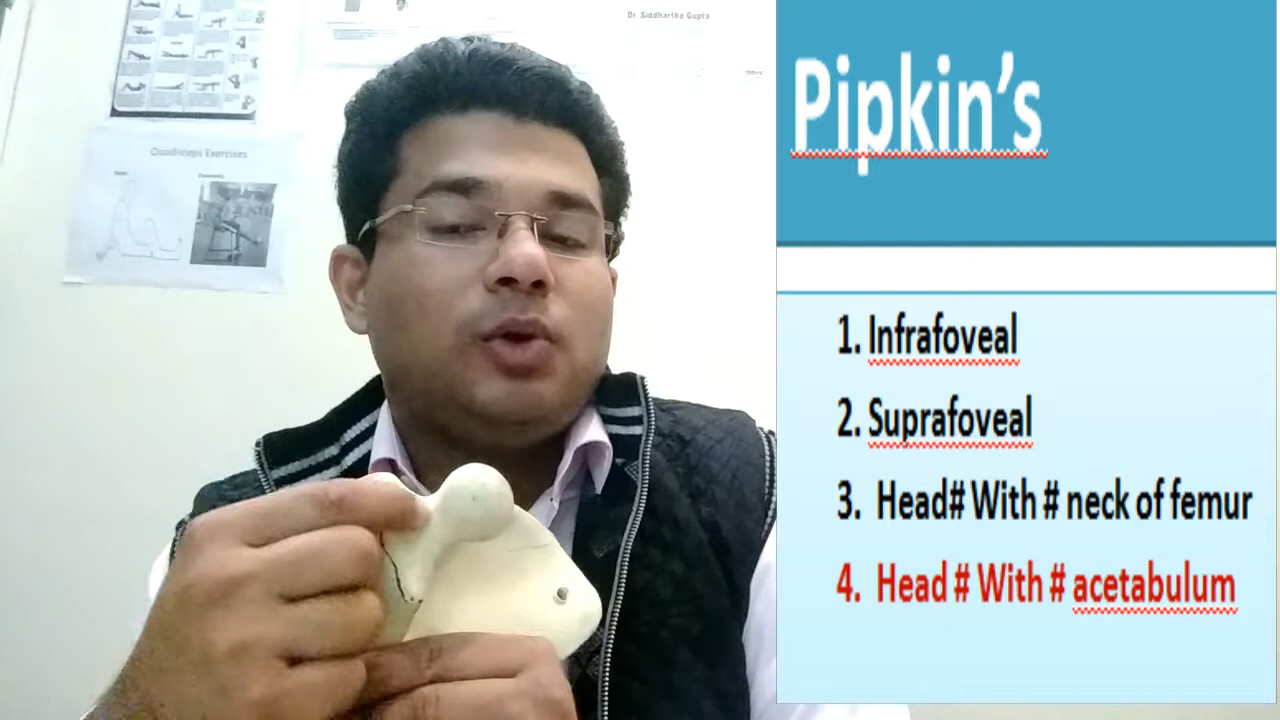 Dr Siddhartha Gupta
Quadriceps Exercises
Pipkin's
1. Infrafoveal
2. Suprafoveal
3. Head# With # neck of femur
4. Head # With # acetabulum